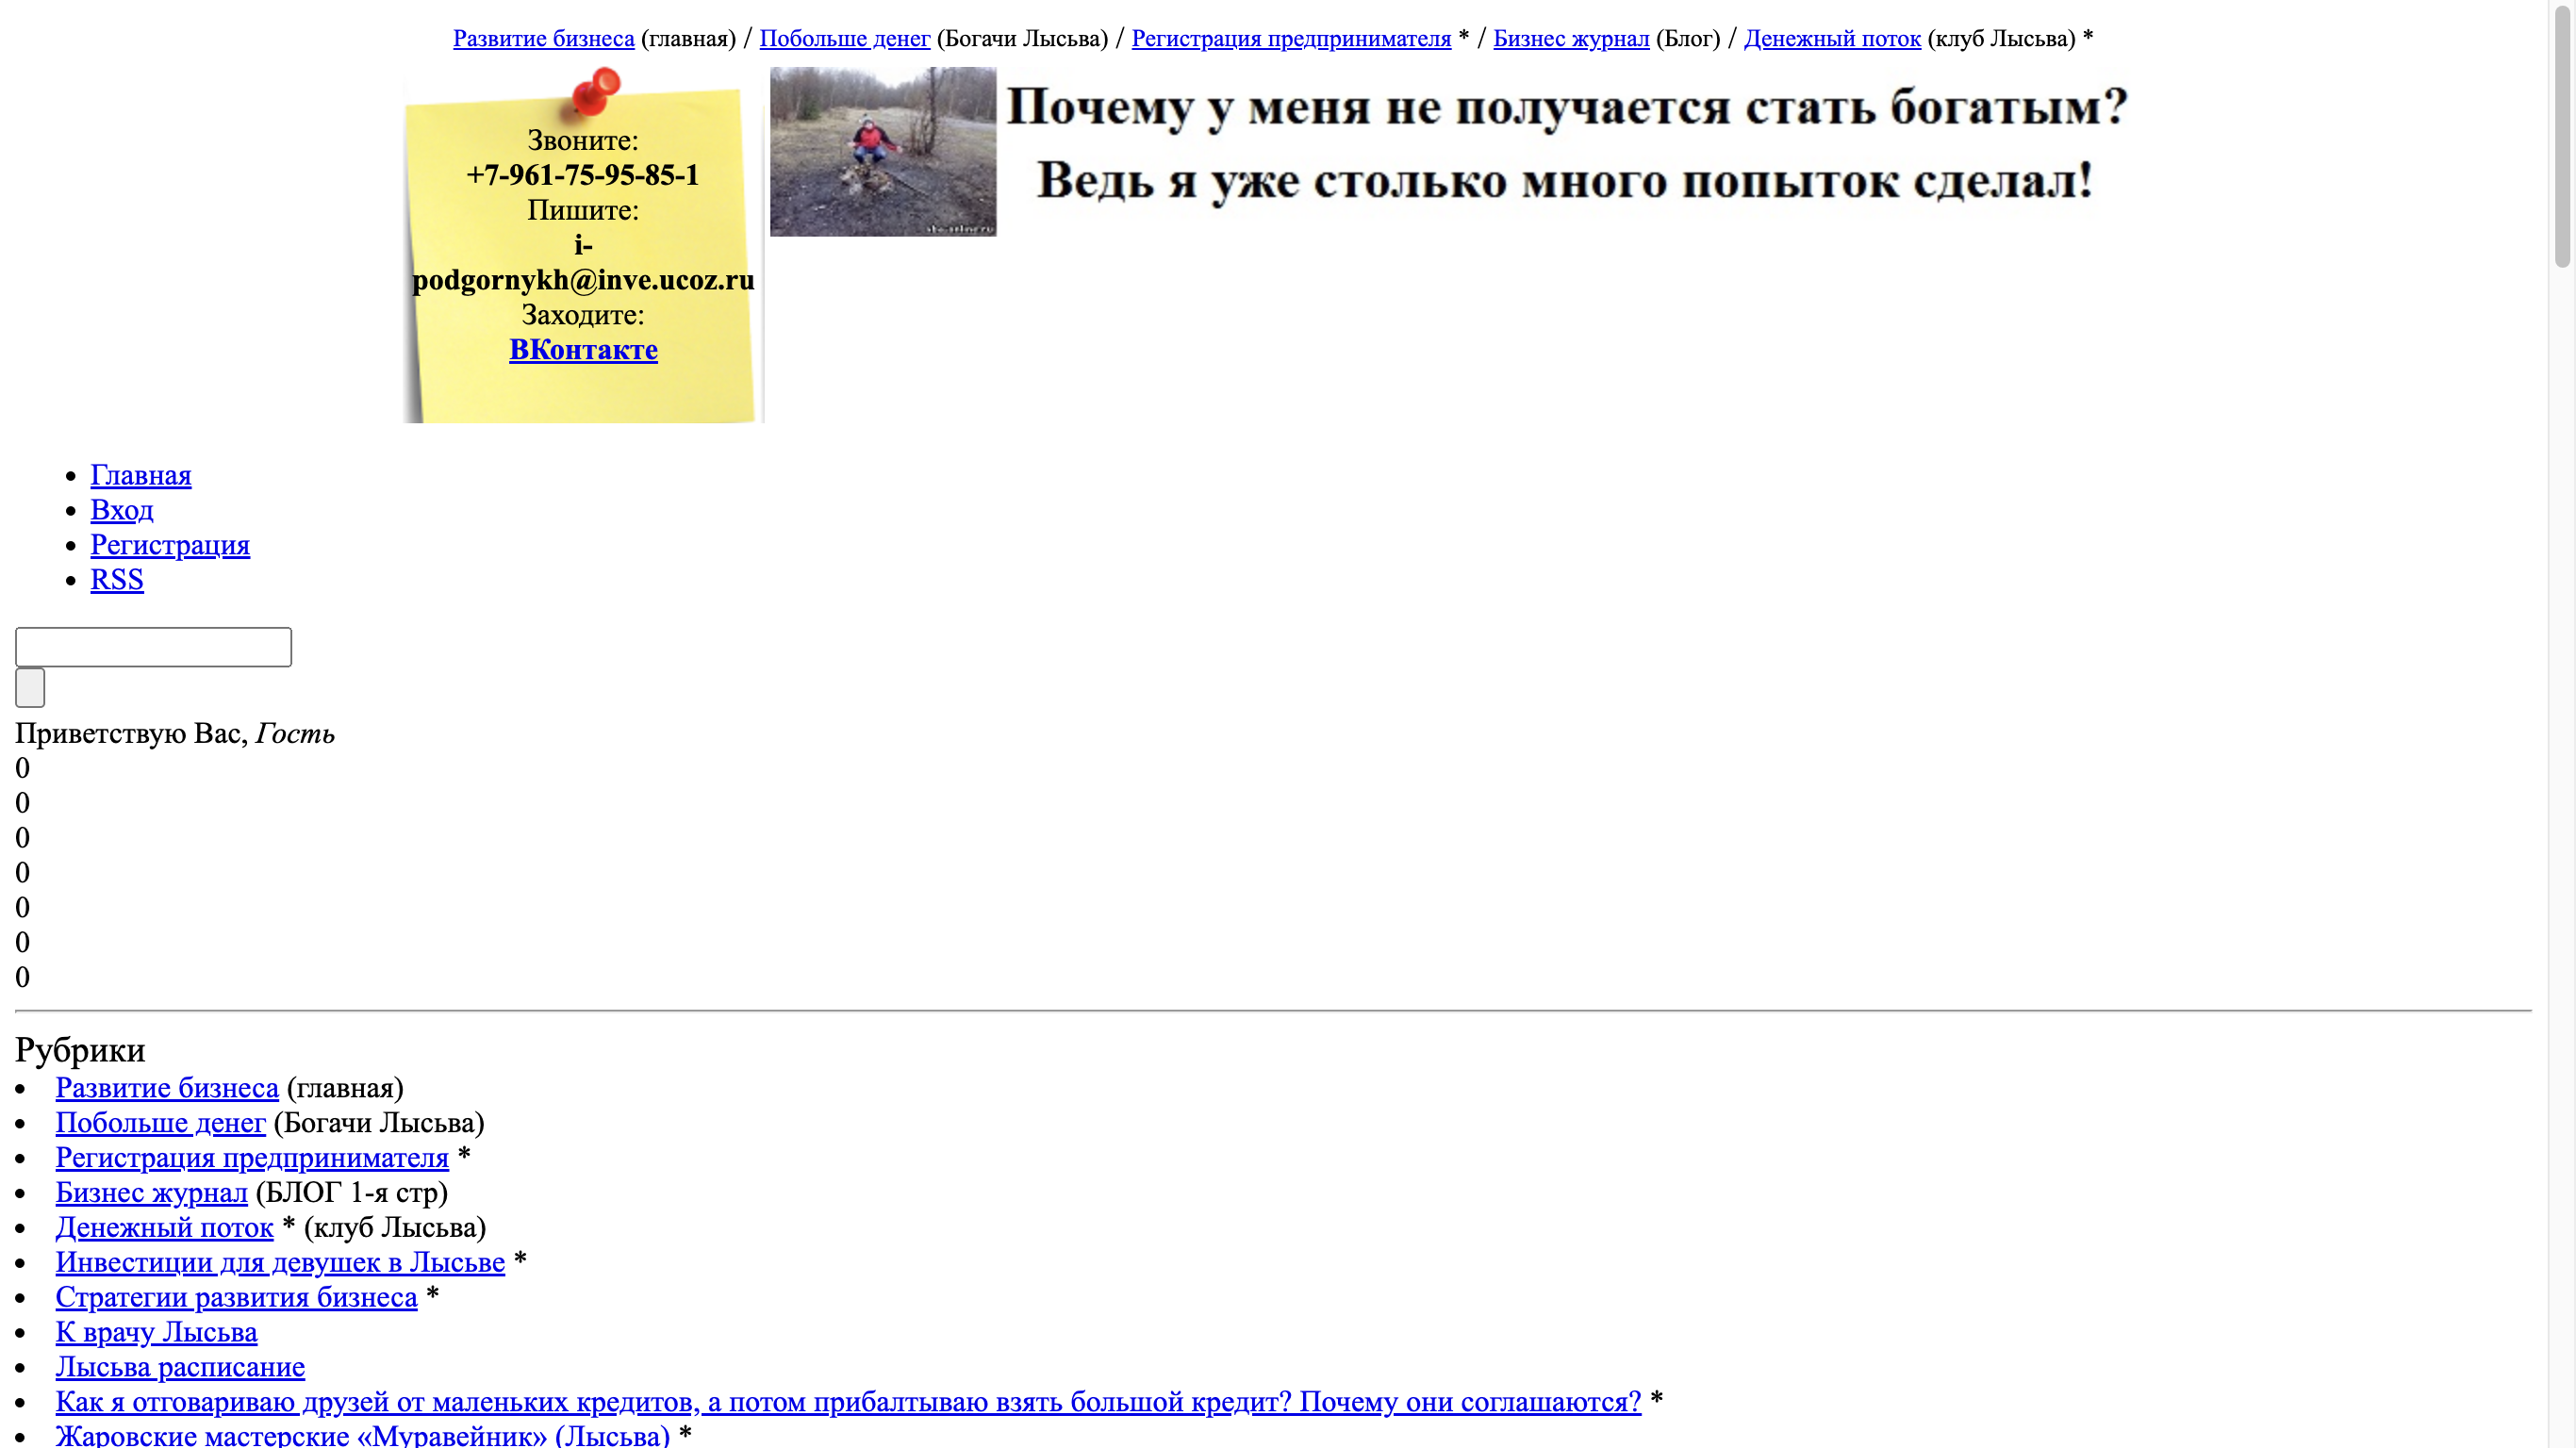 Развитие бизнеса (главная) / Побольше денег (Богачи Лысьва) / Регистрация предпринимателя * / Бизнес журнал (Блог) / Денежный поток (клуб Лысьва) *
Звоните:
+7-961-75-95-85-1
Пишите:
i-
podgornykh@inve.ucoz.ru
Заходите:
ВКонтакте
Почему у меня не получается стать богатым?
Ведь я уже столько много попыток сделал!
Главная
Вход
Регистрация
RSS
Приветствую Вас, Гость
0
0
0
0
0
0
0
Рубрики
Развитие бизнеса (главная)
Побольше денег (Богачи Лысьва)
Регистрация предпринимателя *
Бизнес журнал (БЛОГ 1-я стр)
Денежный поток * (клуб Лысьва)
Инвестиции для девушек в Лысьве *
Стратегии развития бизнеса *
К врачу Лысьва
Лысьва расписание
Как я отговариваю друзей от маленьких кредитов, а потом прибалтываю взять большой кредит? Почему они соглашаются? *
Жаровские мастерские «Муравейник» (Лысьва) *